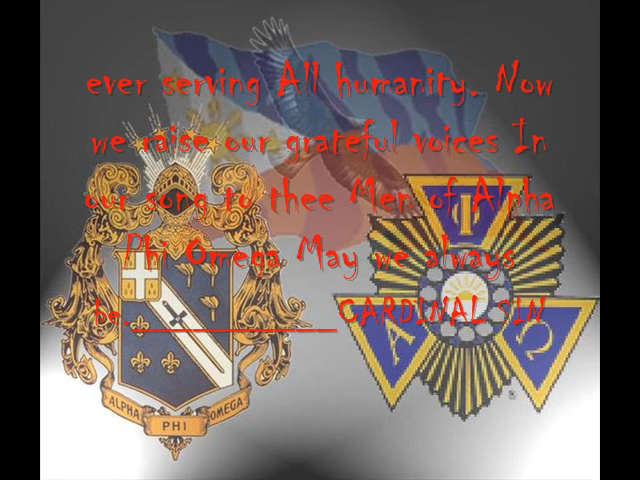 ever serving All humanity. Now
we raise our grateful voices In
our song to thee Men of Alpha
Phi Omega May we always
be.______________CARDINAL SIN
Φ
Α
Ω
ALPHA
PHI
OMEGA